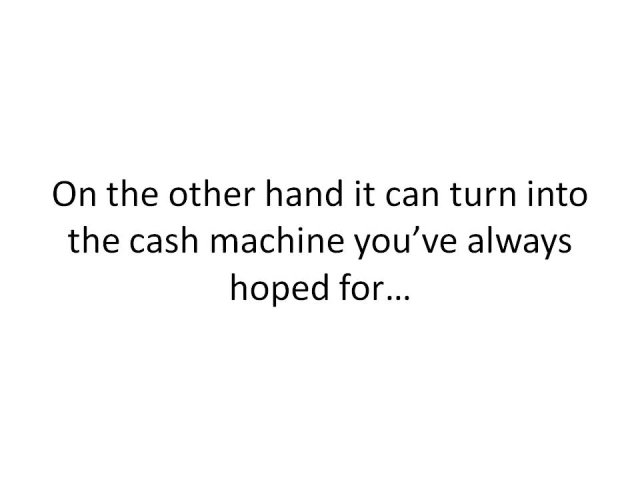 On the other hand it can turn into
the cash machine you’ve always
hoped for…